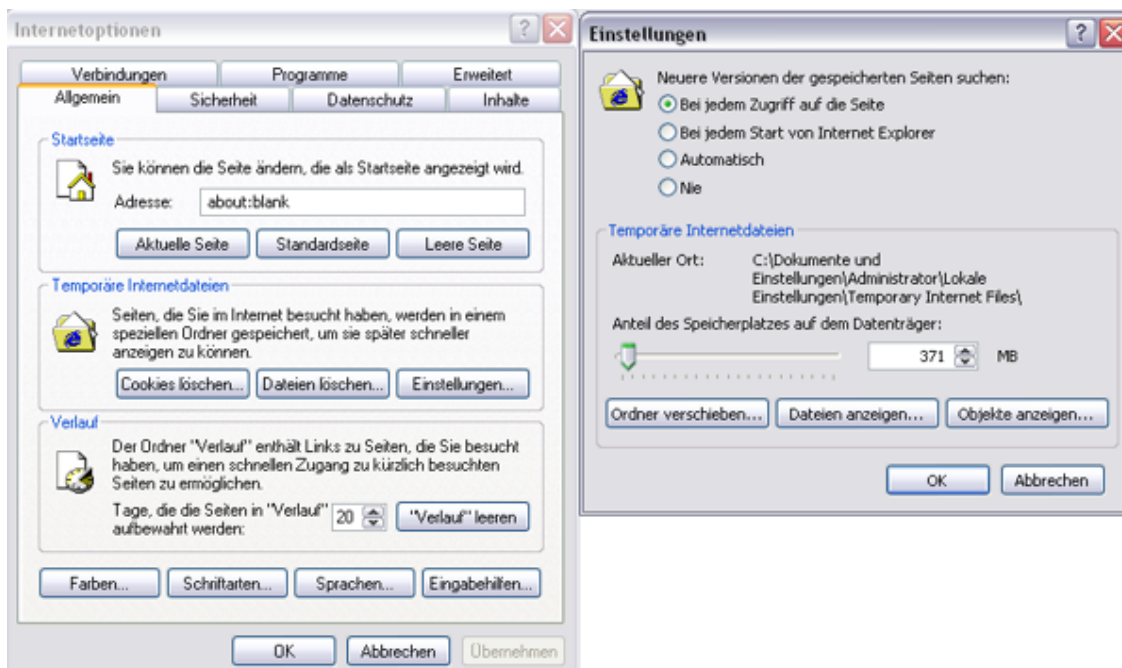 Internetoptionen
Verbindungen Programme Erweitert
Allgemein Sicherheit Datenschutz Inhalte
Startseite
Sie können die Seite ändern, die als Startseite angezeigt wird.
Adresse: about:blank
Aktuelle Seite Standardseite Leere Seite
Temporäre Internetdateien
Seiten, die Sie im Internet besucht haben, werden in einem
speziellen Ordner gespeichert, um sie später schneller
anzeigen zu können.
Cookies löschen... Dateien löschen... Einstellungen...
Verlauf
Der Ordner "Verlauf" enthält Links zu Seiten, die Sie besucht
haben, um einen schnellen Zugang zu kürzlich besuchten
Seiten zu ermöglichen.
Tage, die die Seiten in "Verlauf"
aufbewahrt werden:
20
"Verlauf" leeren
Farben... Schriftarten... Sprachen... Eingabehilfen...
OK Abbrechen Übernehmen
Einstellungen
Neuere Versionen der gespeicherten Seiten suchen:
Bei jedem Zugriff auf die Seite
Bei jedem Start von Internet Explorer
Automatisch
Nie
Temporäre Internetdateien
Aktueller Ort: C:\Dokumente und
Einstellungen\Administrator\Lokale
Einstellungen\Temporary Internet Files\
Anteil des Speicherplatzes auf dem Datenträger:
371 MB
Ordner verschieben... Dateien anzeigen... Objekte anzeigen...
OK Abbrechen